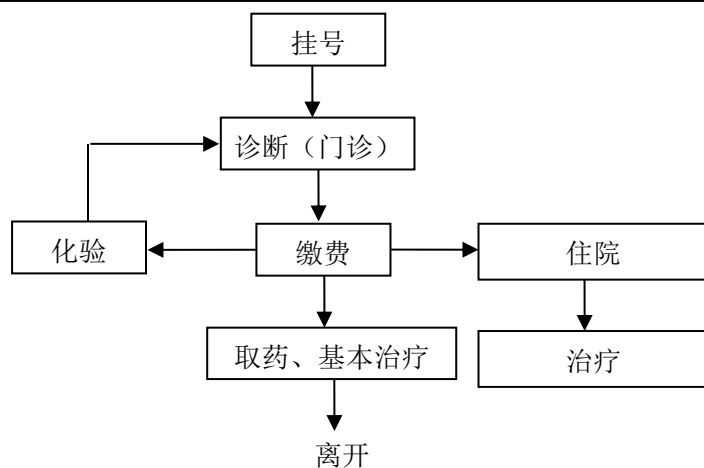 挂号
诊断（门诊）
化验
缴费
住院
取药、基本治疗
治疗
离开